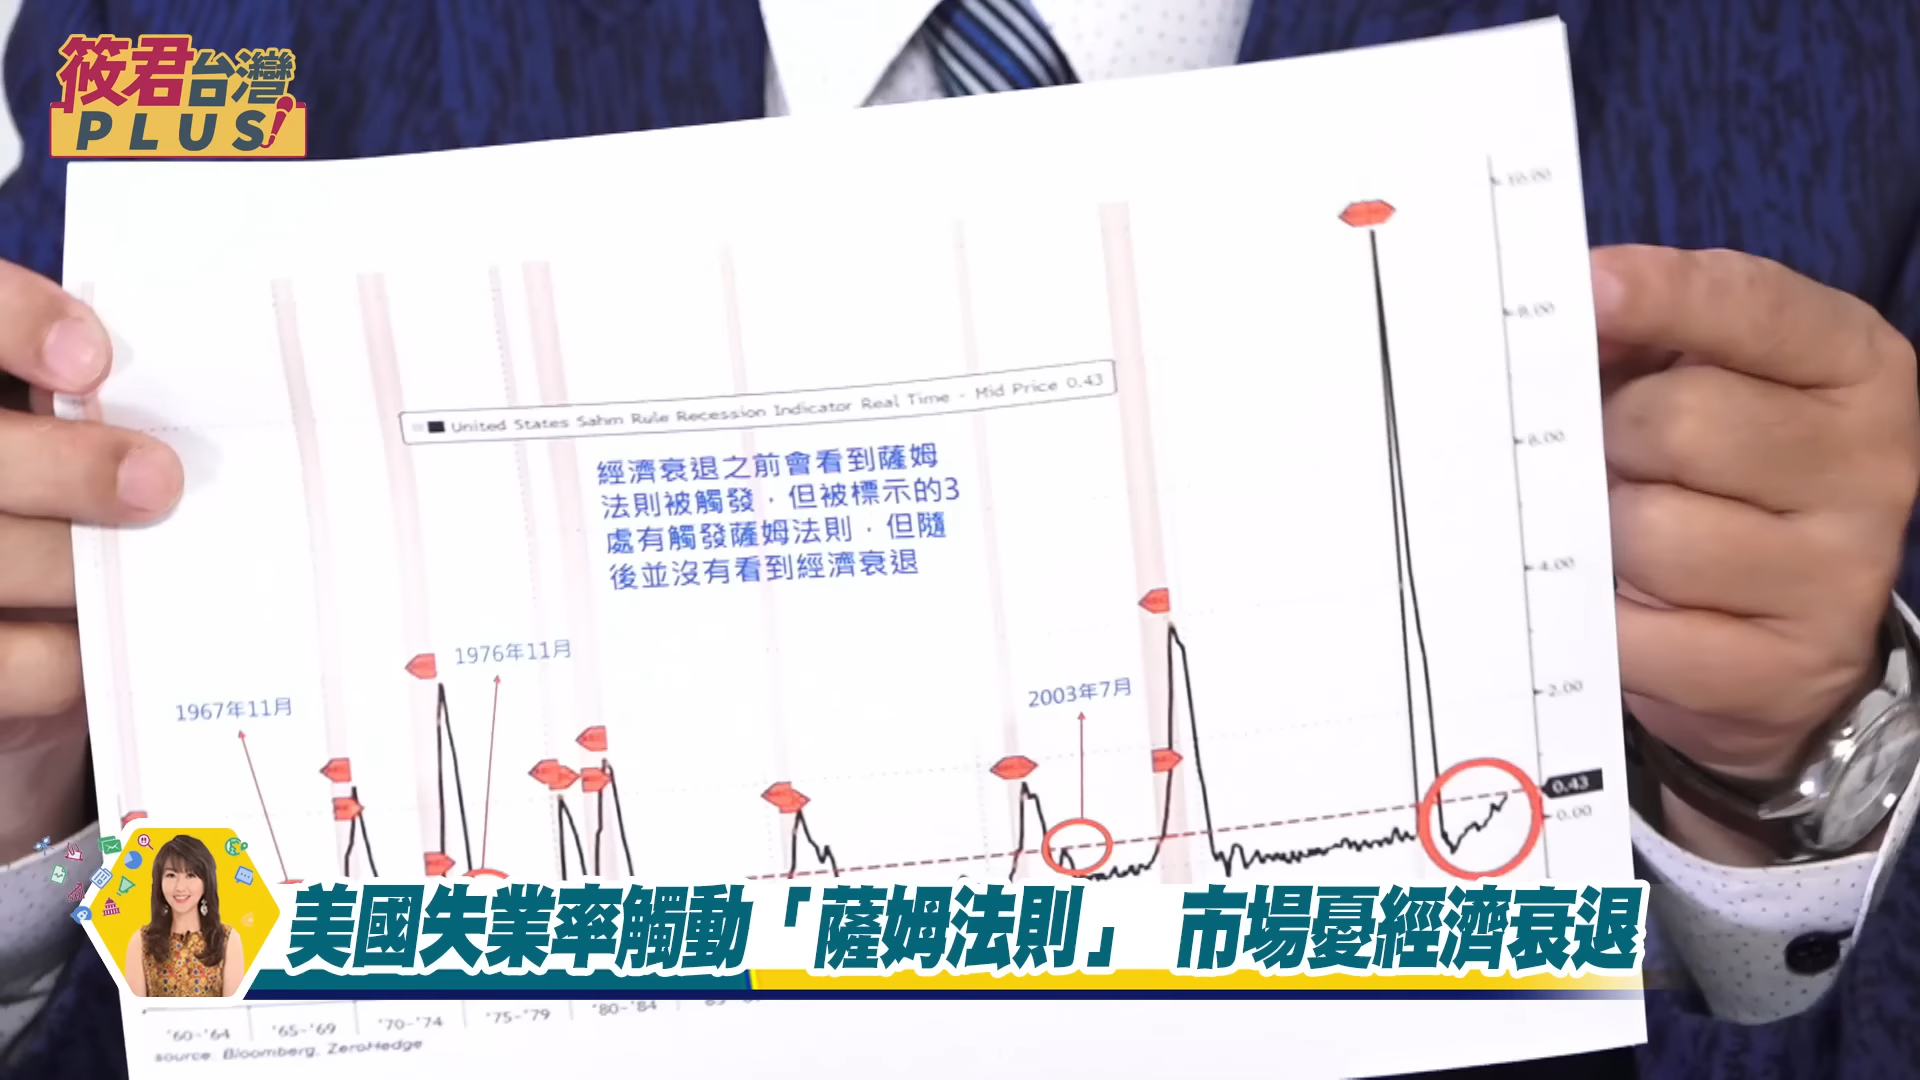 筱君台灣
PLUS!
10.00
8.00
6.00
4.00
2.00
0.43
0.00
United States Sahm Rule Recession Indicator Real Time - Mid Price 0.43
經濟衰退之前會看到薩姆
法則被觸發，但被標示的3
處有觸發薩姆法則，但隨
後並沒有看到經濟衰退
1976年11月
1967年11月
2003年7月
美國失業率觸動「薩姆法則」 市場憂經濟衰退
'60-'64 '65-'69 '70-'74 '75-'79 '80-'84
source: Bloomberg, ZeroHedge